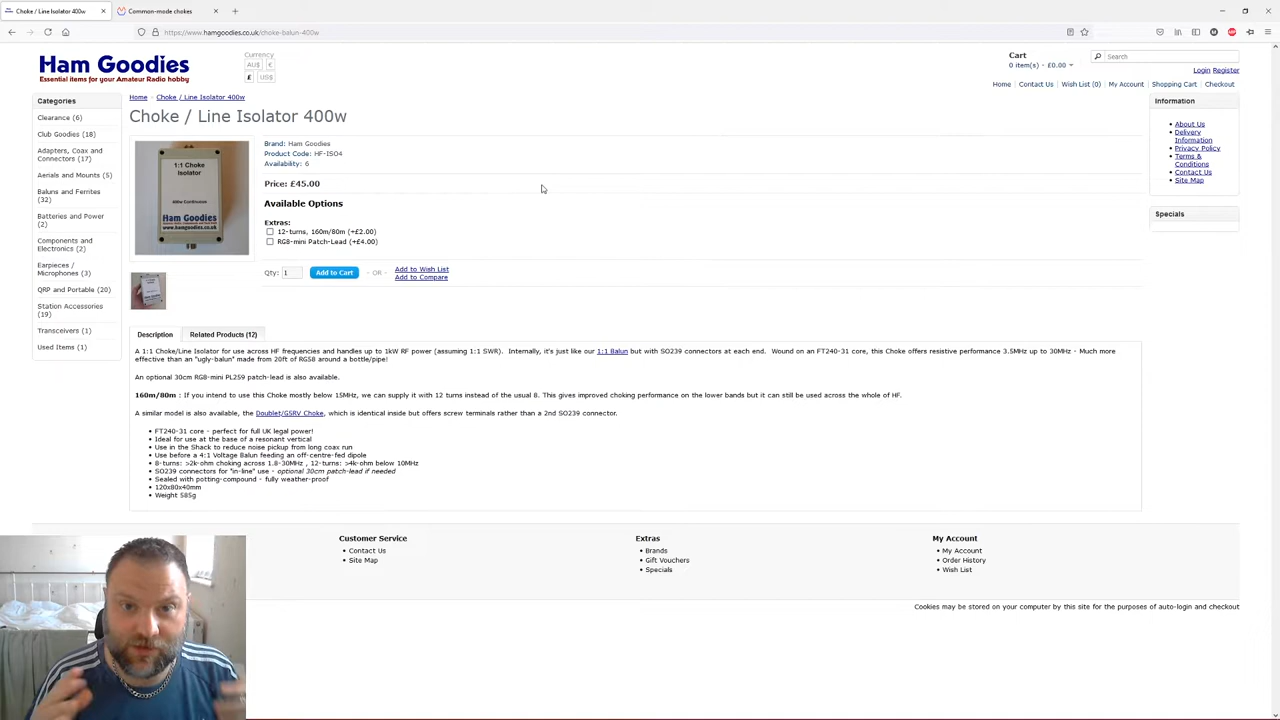 Choke / Line Isolator 400w
Common-mode chokes
https://www.hamgoodies.co.uk/choke-balun-400w
Ham Goodies
Essential items for your Amateur Radio hobby
Currency
AU$ €
£ US$
Cart
0 item(s) - £0.00
Search
Login Register
Home Contact Us Wish List (0) My Account Shopping Cart Checkout
Categories
Clearance (6)
Club Goodies (18)
Adapters, Coax and
Connectors (17)
Aerials and Mounts (5)
Baluns and Ferrites
(32)
Batteries and Power
(2)
Components and
Electronics (2)
Earpieces /
Microphones (3)
QRP and Portable (20)
Station Accessories
(19)
Transceivers (1)
Used Items (1)
Home » Choke / Line Isolator 400w
Choke / Line Isolator 400w
1:1 Choke
Isolator
400w Continuous
Ham Goodies
www.hamgoodies.co.uk
Brand: Ham Goodies
Product Code: HF-ISO4
Availability: 6
Price: £45.00
Available Options
Extras:
12-turns, 160m/80m (+£2.00)
RG8-mini Patch-Lead (+£4.00)
Qty: 1 Add to Cart - OR - Add to Wish List
Add to Compare
Description Related Products (12)
A 1:1 Choke/Line Isolator for use across HF frequencies and handles up to 1kW RF power (assuming 1:1 SWR). Internally, it's just like our 1:1 Balun but with SO239 connectors at each end. Wound on an FT240-31 core, this Choke offers resistive performance 3.5MHz up to 30MHz - Much more
effective than an "ugly-balun" made from 20ft of RG58 around a bottle/pipe!
An optional 30cm RG8-mini PL259 patch-lead is also available.
160m/80m : If you intend to use this Choke mostly below 15MHz, we can supply it with 12 turns instead of the usual 8. This gives improved choking performance on the lower bands but it can still be used across the whole of HF.
A similar model is also available, the Doublet/G5RV Choke, which is identical inside but offers screw terminals rather than a 2nd SO239 connector.
• FT240-31 core - perfect for full UK legal power!
• Ideal for use at the base of a resonant vertical
• Use in the Shack to reduce noise pickup from long coax run
• Use before a 4:1 Voltage Balun feeding an off-centre-fed dipole
• 8-turns: >2k-ohm choking across 1.8-30MHz , 12-turns: >4k-ohm below 10MHz
• SO239 connectors for "in-line" use - optional 30cm patch-lead if needed
• Sealed with potting-compound - fully weather-proof
• 120x80x40mm
• Weight 585g
Information
• About Us
• Delivery
Information
• Privacy Policy
• Terms &
Conditions
• Contact Us
• Site Map
Specials
Customer Service
• Contact Us
• Site Map
Extras
• Brands
• Gift Vouchers
• Specials
My Account
• My Account
• Order History
• Wish List
Cookies may be stored on your computer by this site for the purposes of auto-login and checkout